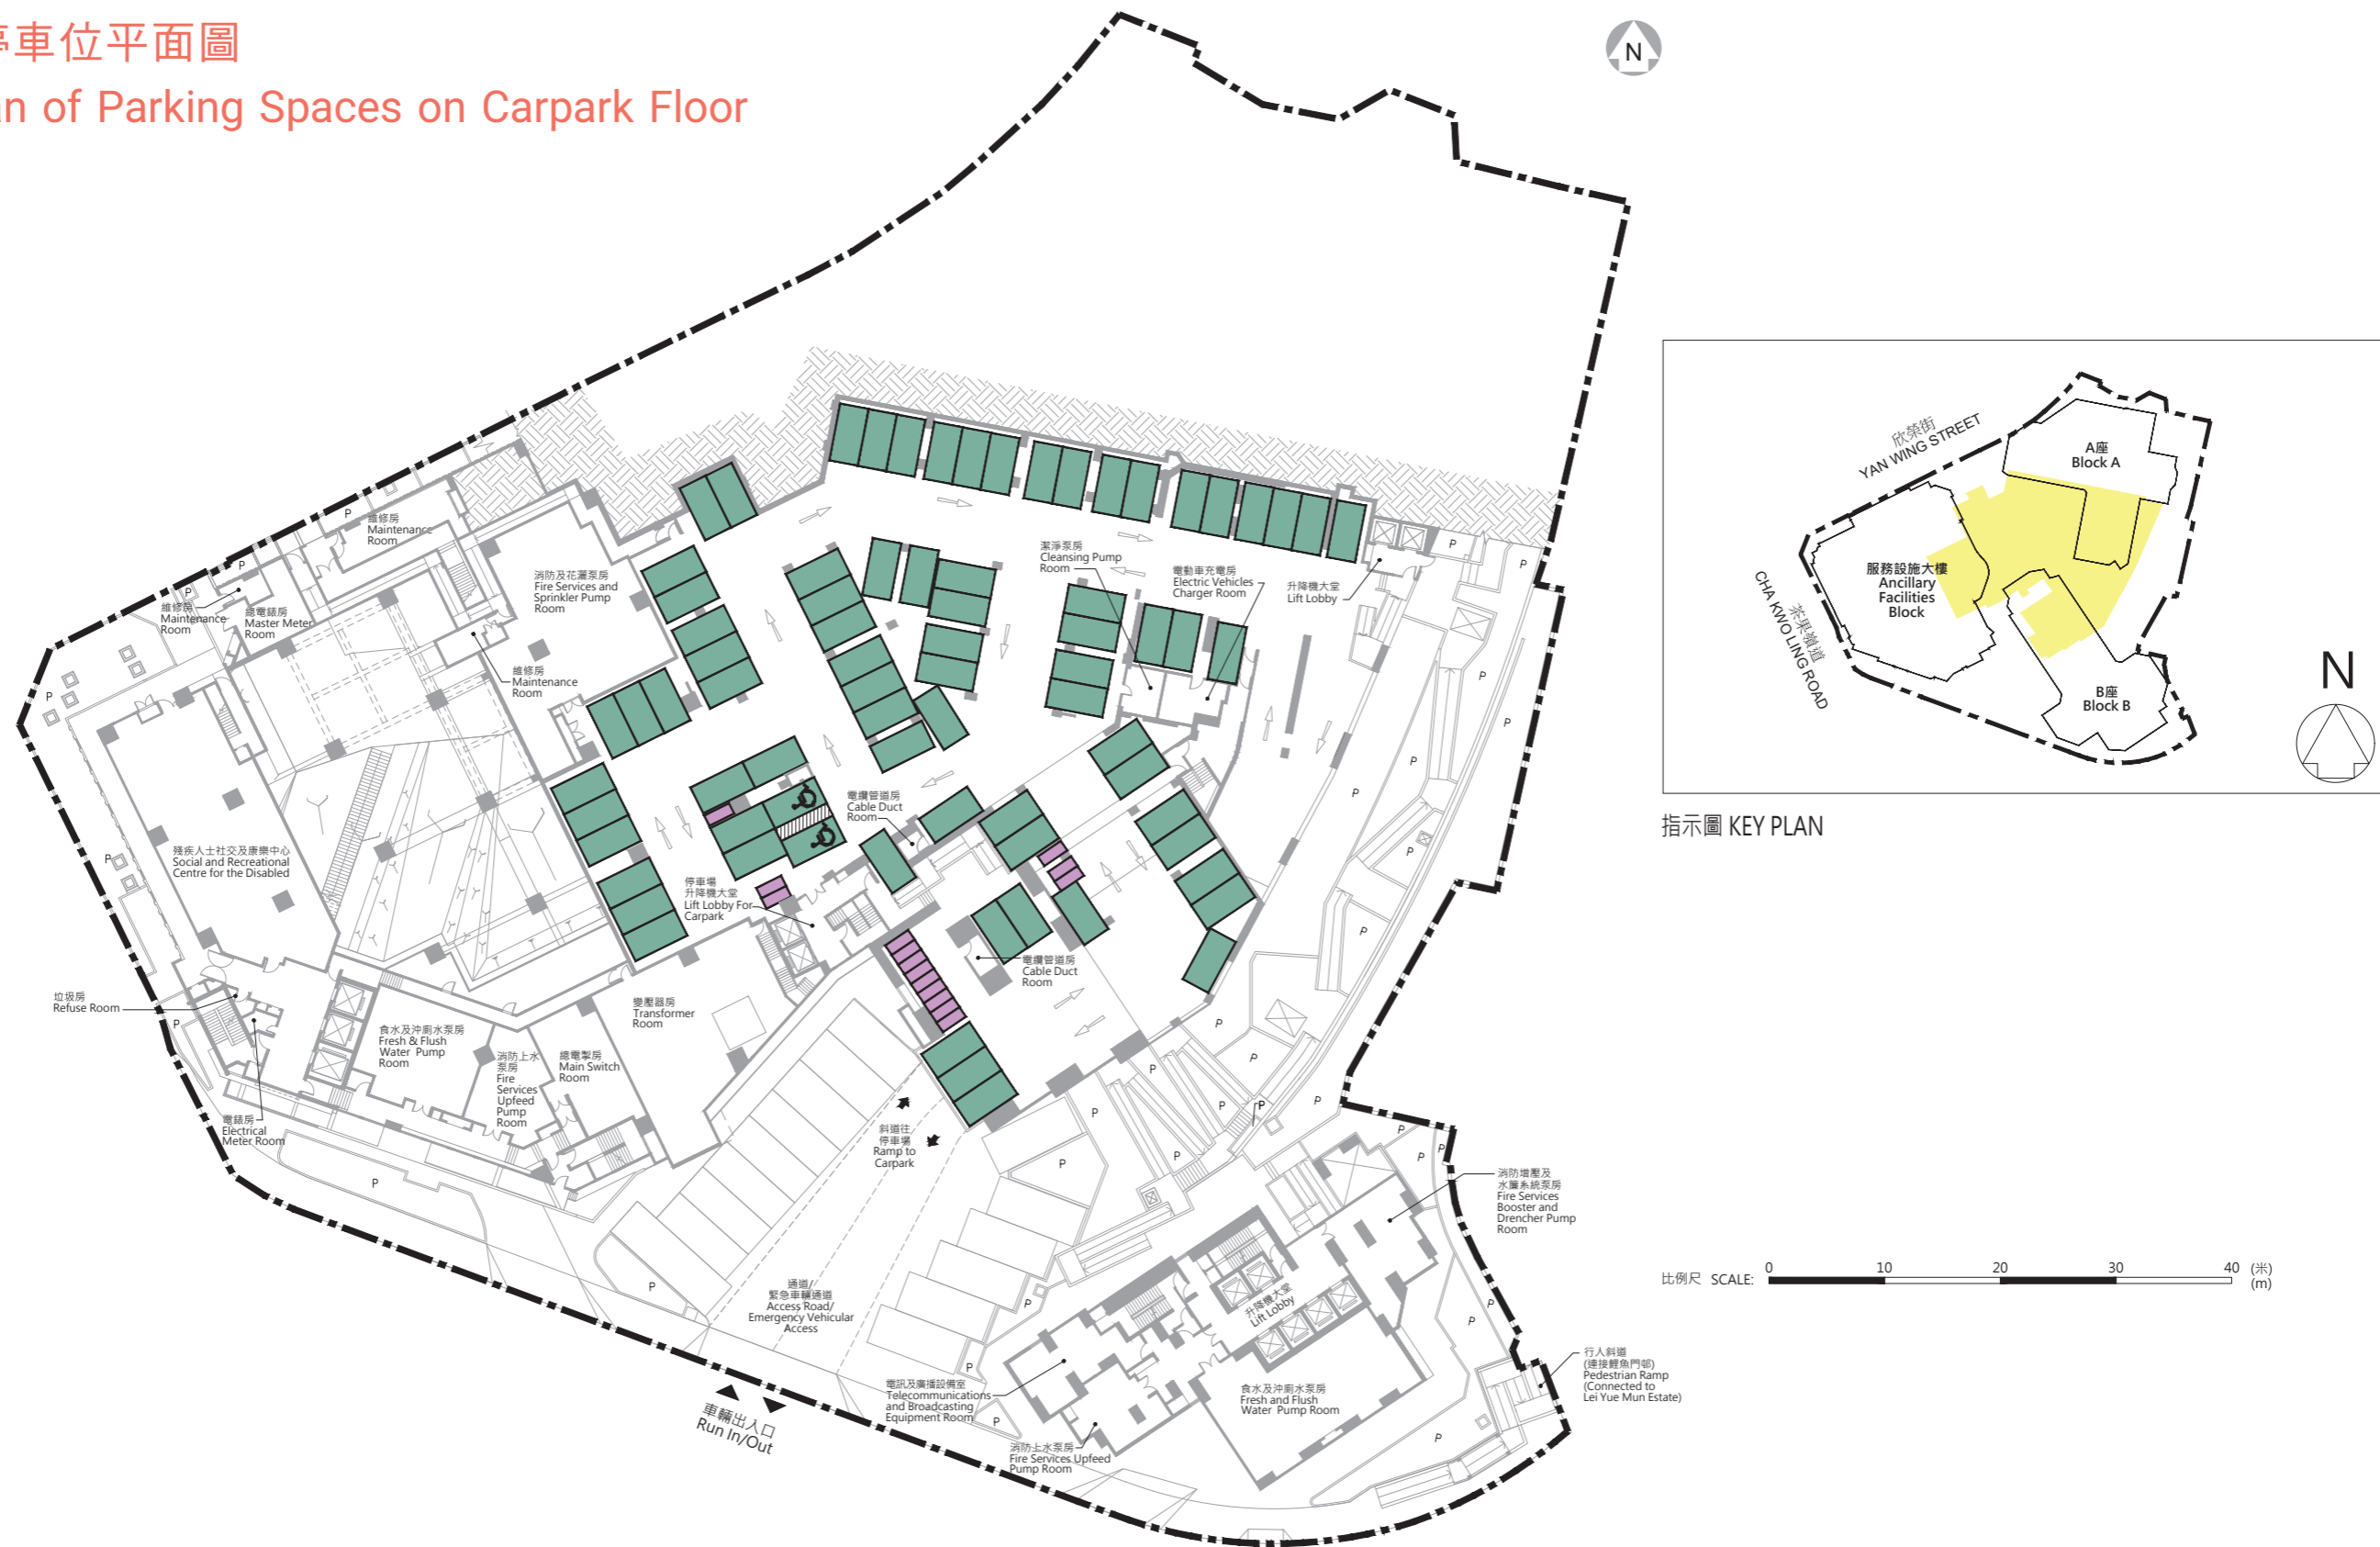 車位平面圖
an of Parking Spaces on Carpark Floor
N
欣榮街
YAN WING STREET
A座
Block A
服務設施大樓
Ancillary
Facilities
Block
茶果嶺道
CHA KWO LING ROAD
B座
Block B
N
指示圖 KEY PLAN
P
維修房
Maintenance
Room
P
P
維修房
Maintenance
Room
總電錶房
Master Meter
Room
消防及花灑泵房
Fire Services and
Sprinkler Pump
Room
維修房
Maintenance
Room
潔淨泵房
Cleansing Pump
Room
電動車充電房
Electric Vehicles
Charger Room
升降機大堂
Lift Lobby
P
P
P
P
P
P
P
P
P
P
P
電纜管道房
Cable Duct
Room
殘疾人士社交及康樂中心
Social and Recreational
Centre for the Disabled
停車場
升降機大堂
Lift Lobby For
Carpark
電纜管道房
Cable Duct
Room
垃圾房
Refuse Room
P
變壓器房
Transformer
Room
食水及沖廁水泵房
Fresh & Flush
Water Pump
Room
消防上水
泵房
Fire
Services
Upfeed
Pump
Room
總電掣房
Main Switch
Room
電錶房
Electrical
Meter Room
斜道往
停車場
Ramp to
Carpark
P
P
P
P
P
P
P
P
P
P
P
P
P
消防增壓及
水簾系統泵房
Fire Services
Booster and
Drencher Pump
Room
P
通道/
緊急車輛通道
Access Road/
Emergency Vehicular
Access
P
升降機大堂
Lift Lobby
P
P
比例尺 SCALE:
0 10 20 30 40 (米)
(m)
行人斜道
(連接鯉魚門邨)
Pedestrian Ramp
(Connected to
Lei Yue Mun Estate)
P
電訊及廣播設備室
Telecommunications
and Broadcasting
Equipment Room
P
食水及沖廁水泵房
Fresh and Flush
Water Pump Room
車輛出入口
Run In/Out
消防上水泵房
Fire Services Upfeed
Pump Room
P